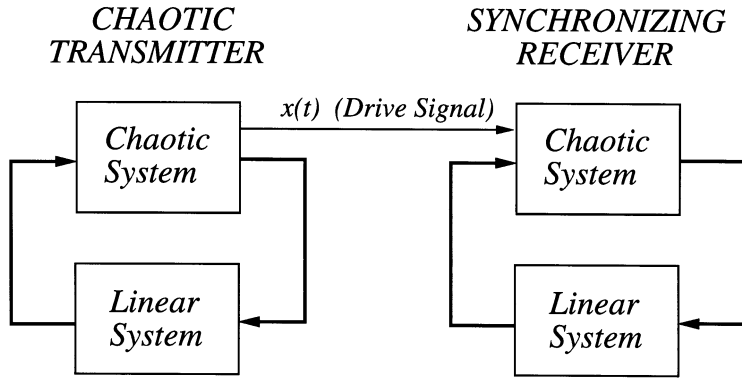 CHAOTIC
TRANSMITTER
SYNCHRONIZING
RECEIVER
x(t) (Drive Signal)
Chaotic
System
Chaotic
System
Linear
System
Linear
System